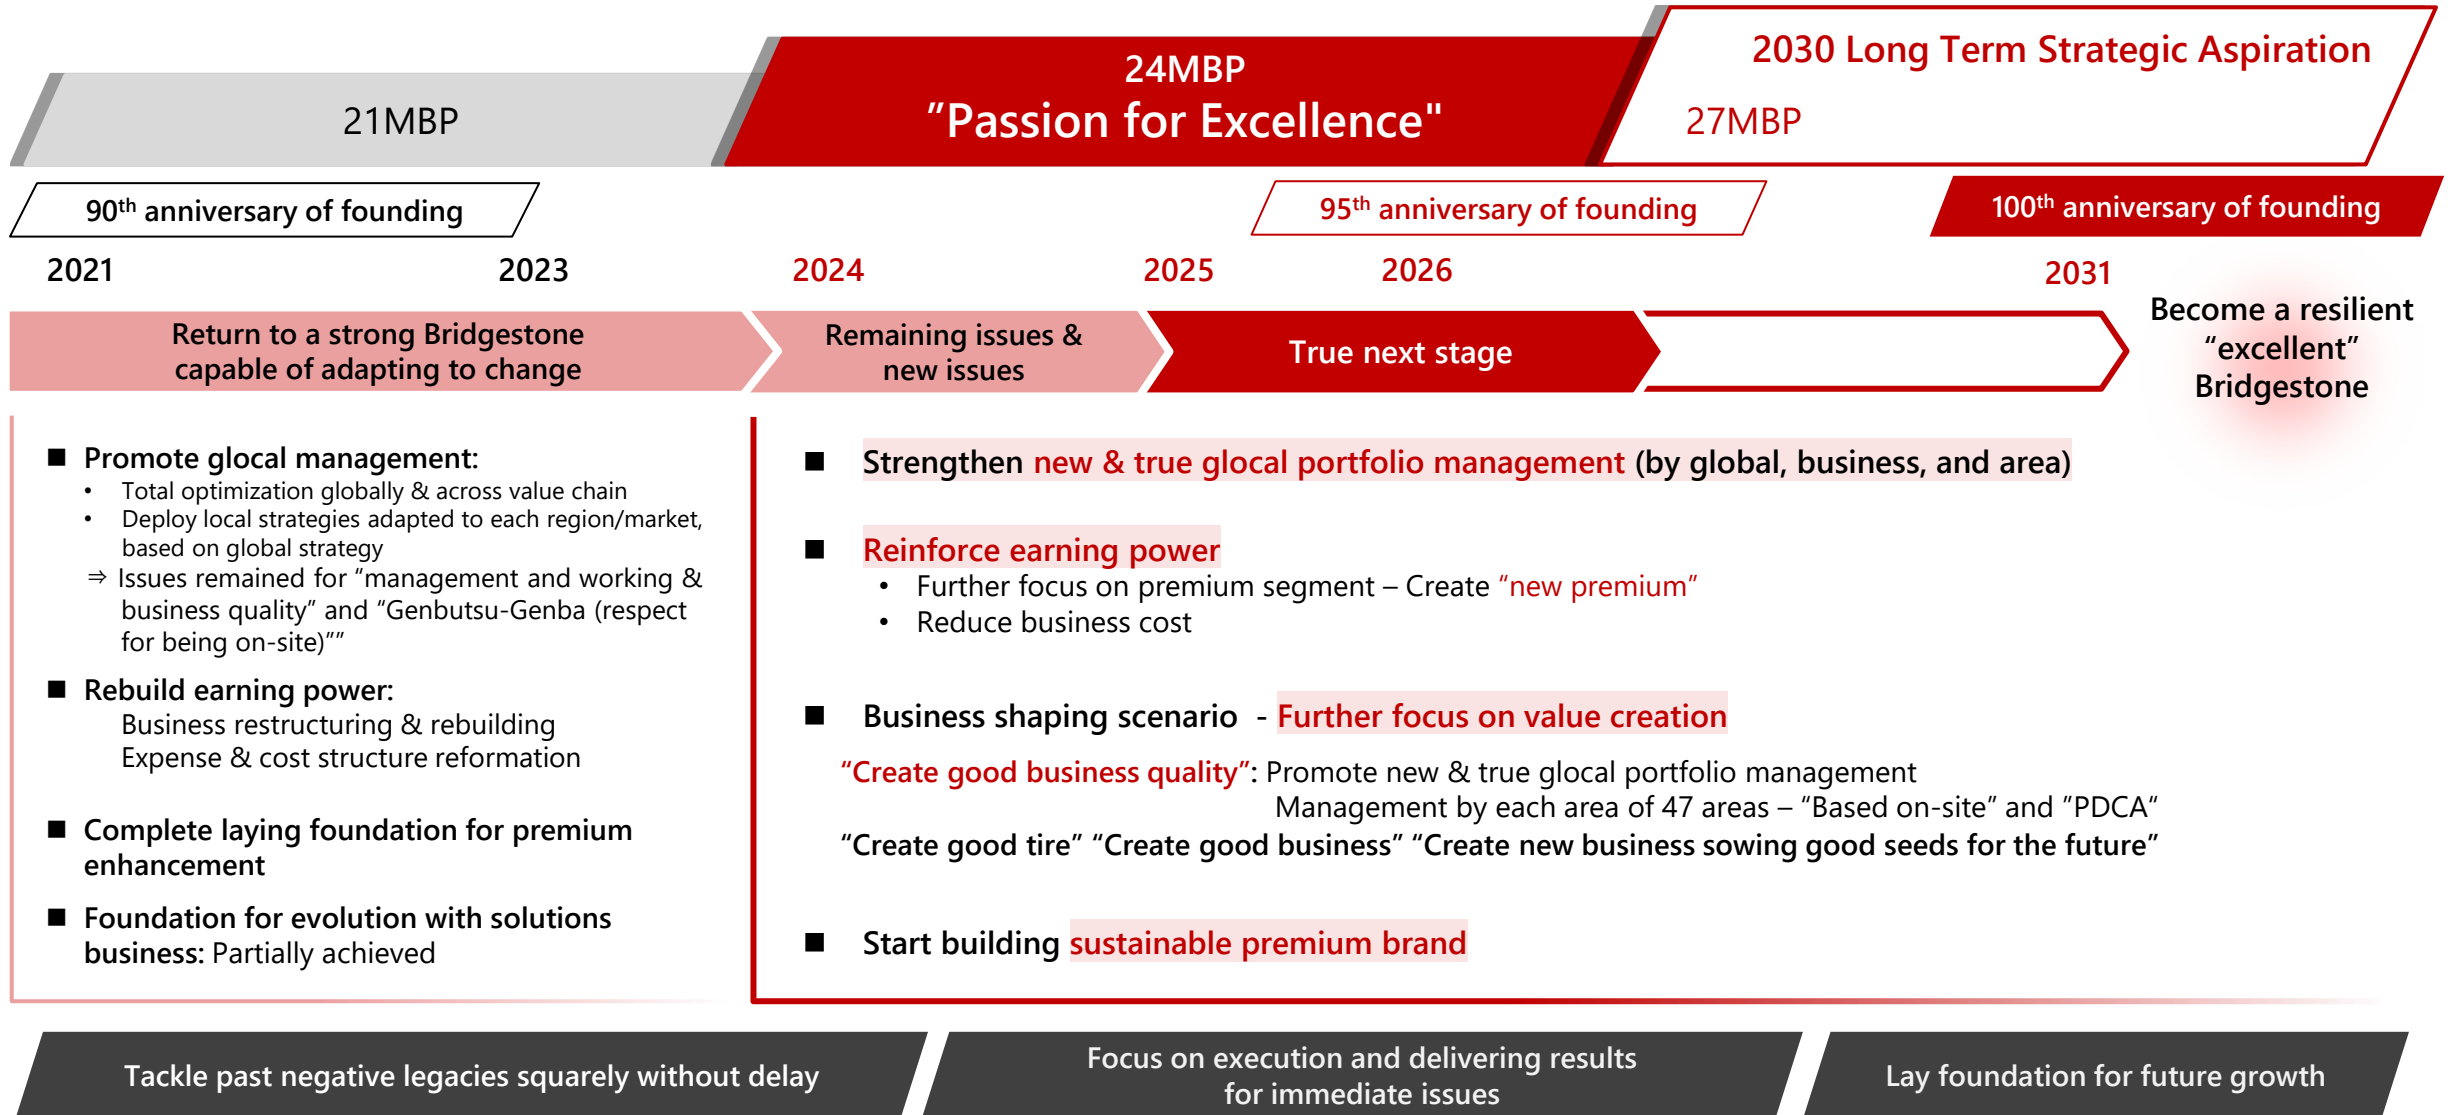 21MBP
24MBP
”Passion for Excellence"
2030 Long Term Strategic Aspiration
27MBP
90th anniversary of founding
95th anniversary of founding
100th anniversary of founding
2021
2023
2024
2025
2026
2031
Return to a strong Bridgestone
capable of adapting to change
Remaining issues &
new issues
True next stage
Become a resilient
“excellent”
Bridgestone
■ Promote glocal management:
• Total optimization globally & across value chain
• Deploy local strategies adapted to each region/market,
based on global strategy
⇒ Issues remained for “management and working &
business quality” and “Genbutsu-Genba (respect
for being on-site)””
■ Rebuild earning power:
Business restructuring & rebuilding
Expense & cost structure reformation
■ Complete laying foundation for premium
enhancement
■ Foundation for evolution with solutions
business: Partially achieved
■ Strengthen new & true glocal portfolio management (by global, business, and area)
■ Reinforce earning power
• Further focus on premium segment – Create “new premium”
• Reduce business cost
■ Business shaping scenario - Further focus on value creation
“Create good business quality”: Promote new & true glocal portfolio management
Management by each area of 47 areas – “Based on-site” and ”PDCA“
“Create good tire” “Create good business” “Create new business sowing good seeds for the future”
■ Start building sustainable premium brand
Tackle past negative legacies squarely without delay
Focus on execution and delivering results
for immediate issues
Lay foundation for future growth